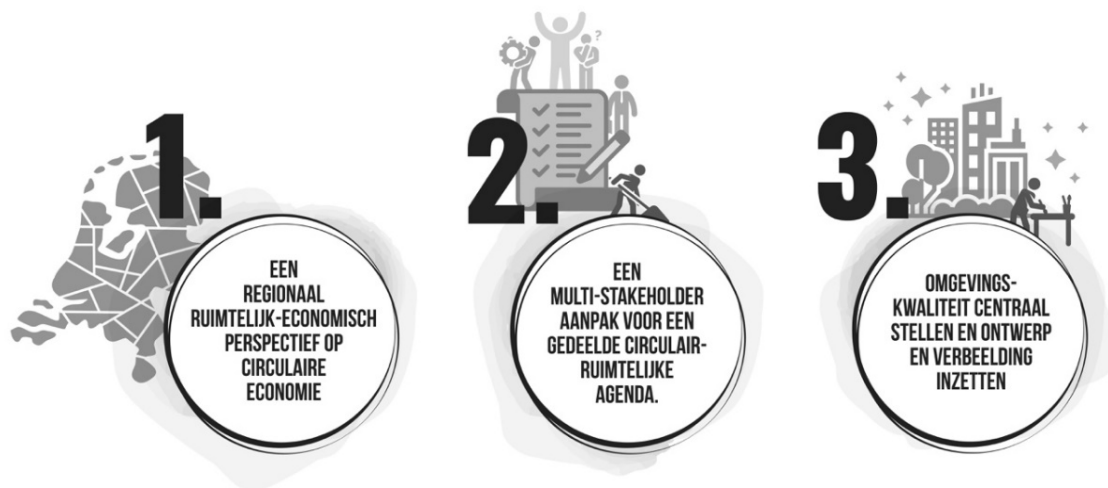 1.
EEN
REGIONAAL
RUIMTELIJK-ECONOMISCH
PERSPECTIEF OP
CIRCULAIRE
ECONOMIE
2.
EEN
MULTI-STAKEHOLDER
AANPAK VOOR EEN
GEDEELDE CIRCULAIR-
RUIMTELIJKE
AGENDA.
3.
OMGEVINGS-
KWALITEIT CENTRAAL
STELLEN EN ONTWERP
EN VERBEELDING
INZETTEN
?